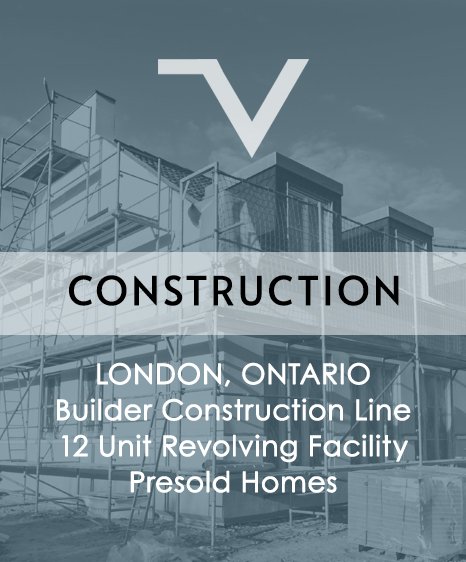 CONSTRUCTION
LONDON, ONTARIO
Builder Construction Line
12 Unit Revolving Facility
Presold Homes